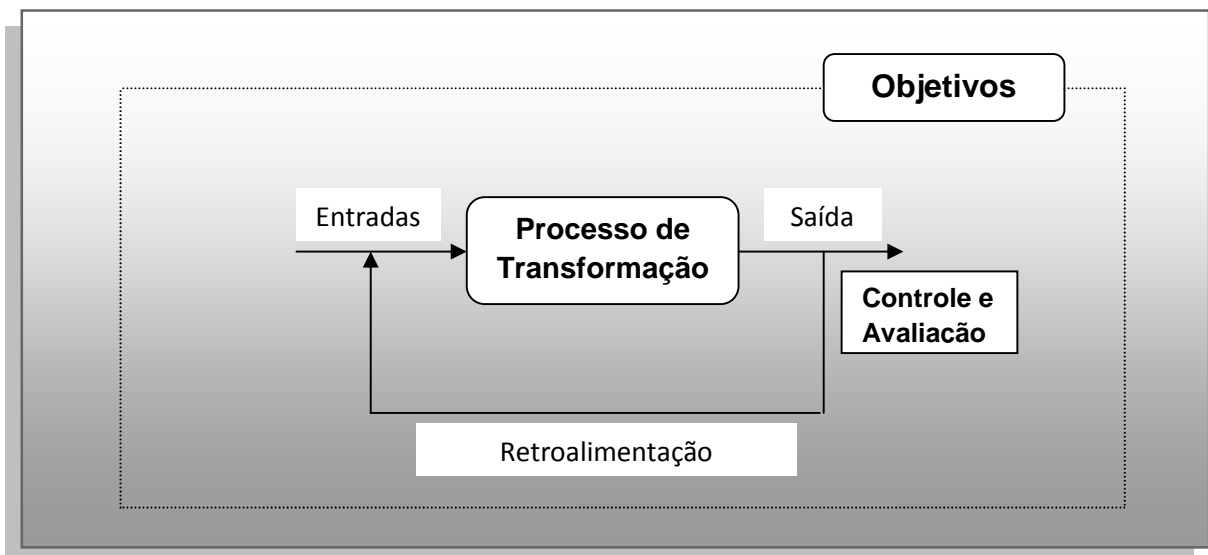 Objetivos
Entradas
Processo de
Transformação
Saída
Controle e
Avaliacão
Retroalimentação